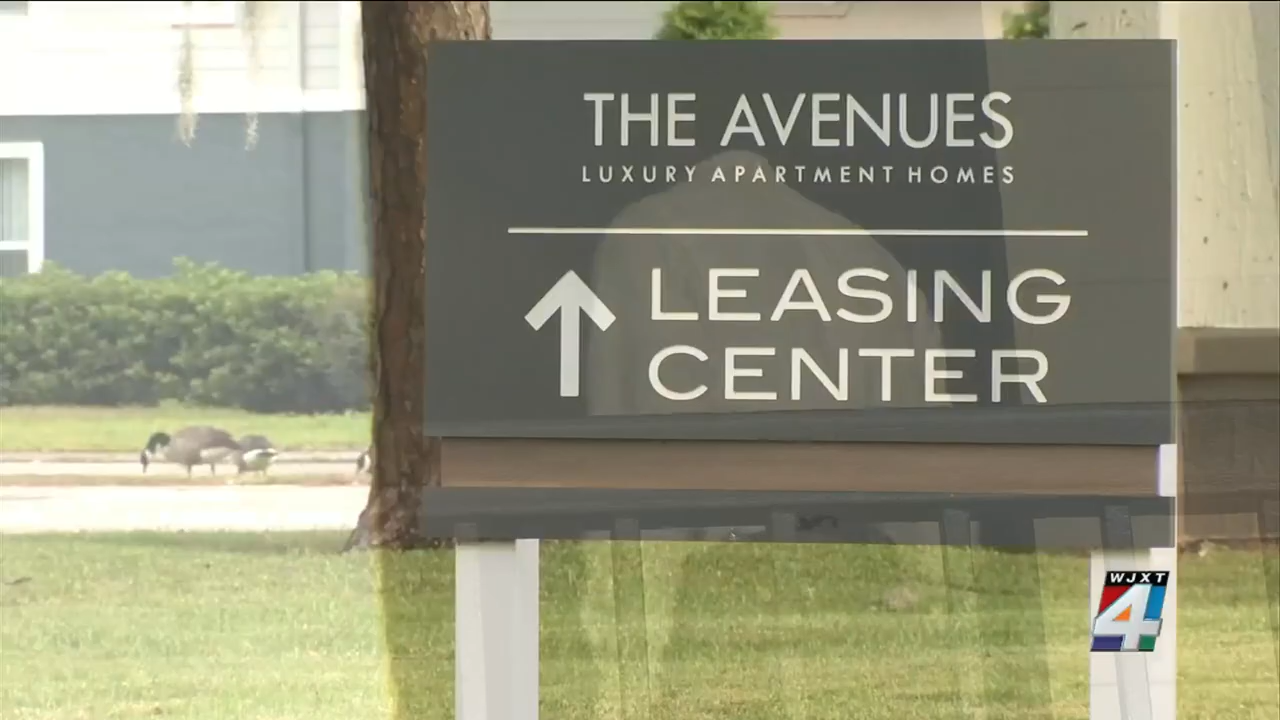 THE AVENUES
LUXURY APARTMENT HOMES
LEASING
CENTER
WJXT
4